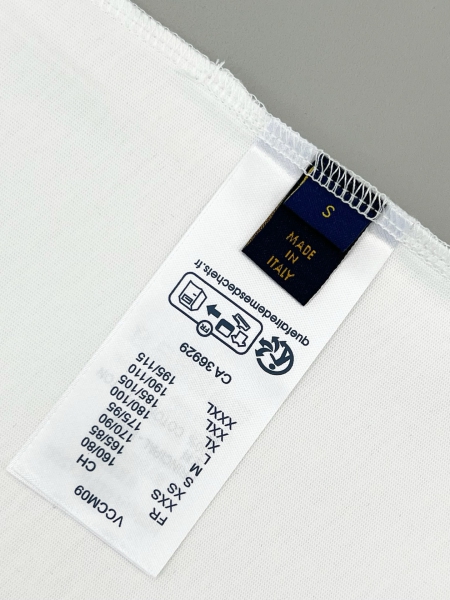 S
MADE
IN
ITALY
VCCM09
FR CH
XXS 160/80
XS 165/85
S 170/90
M 175/95
L 180/100
XL 185/105
XXL 190/110
XXXL 195/115
CA 36929
FR
quefairedemesdechets.fr